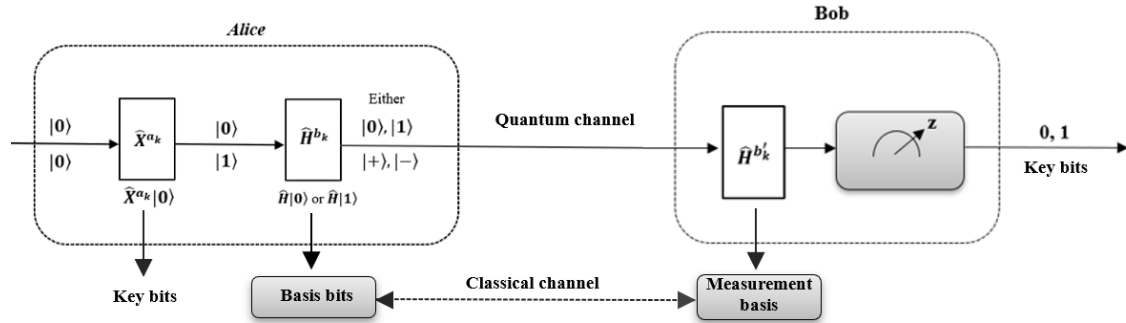 Alice
Bob
Either
|0⟩
|0⟩
X̂^{a_k}
|0⟩
|1⟩
Ĥ^{b_k}
|0⟩, |1⟩
|+⟩, |−⟩
X̂^{a_k}|0⟩
Ĥ|0⟩ or Ĥ|1⟩
Quantum channel
Ĥ^{b′_k}
z
0, 1
Key bits
Key bits
Basis bits
Classical channel
Measurement
basis